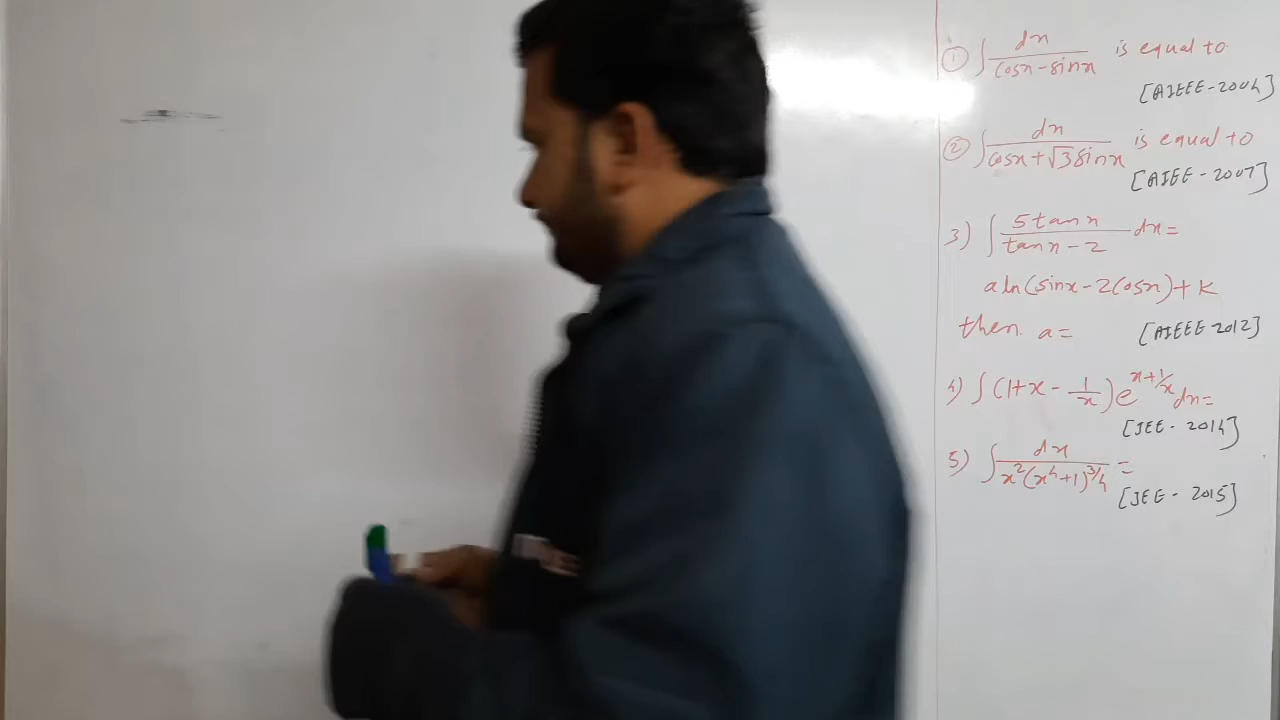 ① ∫ dx/(cosx - sinx) is equal to
[AIEEE-2004]
② ∫ dx/(cosx + √3 sinx) is equal to
[AIEE-2007]
3) ∫ 5tanx/(tanx - 2) dx =
a ln(sinx - 2cosx) + K
then a =
[AIEEE 2012]
4) ∫ (1+x - 1/x) e^(x+1/x) dx =
[JEE - 2014]
5) ∫ dx/(x²(x⁴+1)^(3/4)) =
[JEE - 2015]